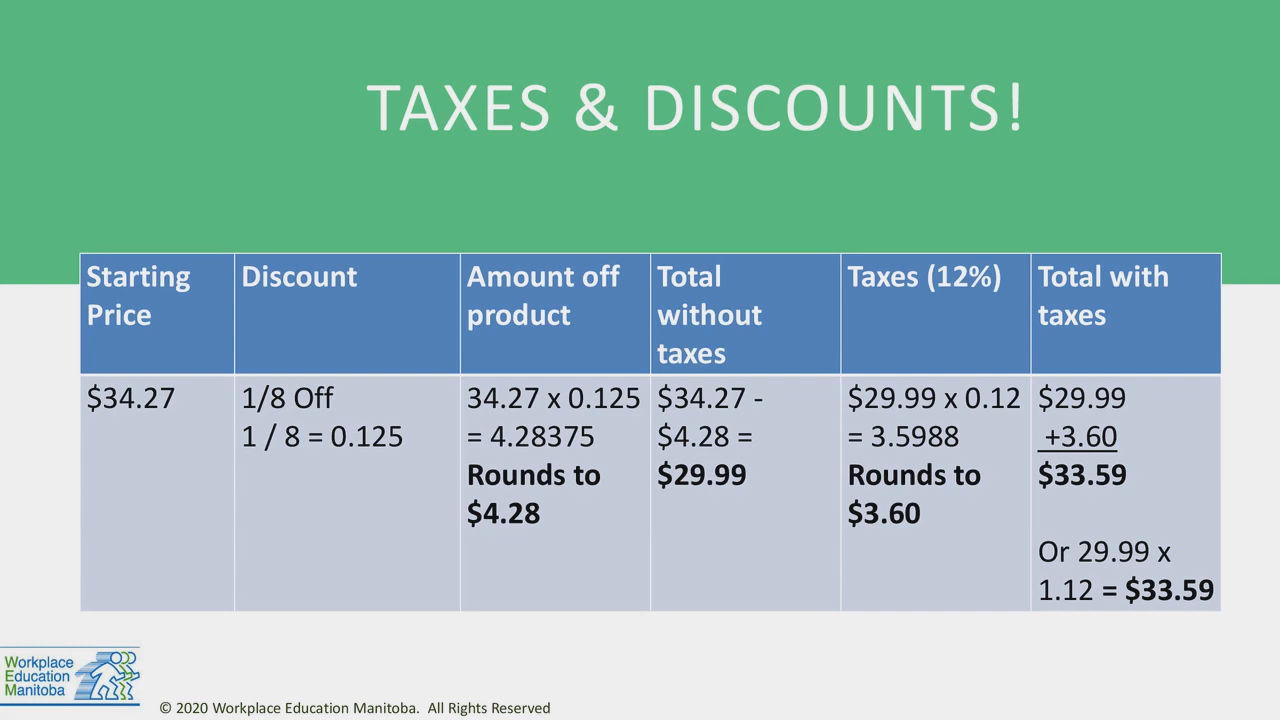 TAXES & DISCOUNTS!
Starting
Price
Discount
Amount off
product
Total
without
taxes
Taxes (12%)
Total with
taxes
$34.27
1/8 Off
1 / 8 = 0.125
34.27 x 0.125
= 4.28375
Rounds to
$4.28
$34.27 -
$4.28 =
$29.99
$29.99 x 0.12
= 3.5988
Rounds to
$3.60
$29.99
+3.60
$33.59
Or 29.99 x
1.12 = $33.59
Workplace
Education
Manitoba
© 2020 Workplace Education Manitoba. All Rights Reserved